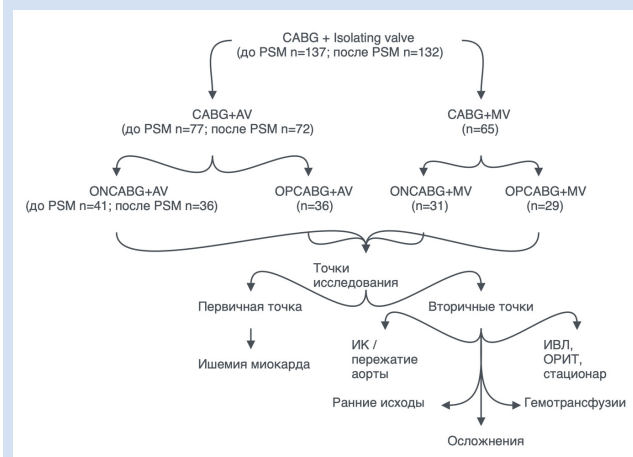 CABG + Isolating valve
(до PSM n=137; после PSM n=132)
CABG+AV
(до PSM n=77; после PSM n=72)
CABG+MV
(n=65)
ONCABG+AV
(до PSM n=41; после PSM n=36)
OPCABG+AV
(n=36)
ONCABG+MV
(n=31)
OPCABG+MV
(n=29)
Точки
исследования
Первичная точка
Вторичные точки
Ишемия миокарда
ИК /
пережатие
аорты
ИВЛ,
ОРИТ,
стационар
Ранние исходы
Гемотрансфузии
Осложнения